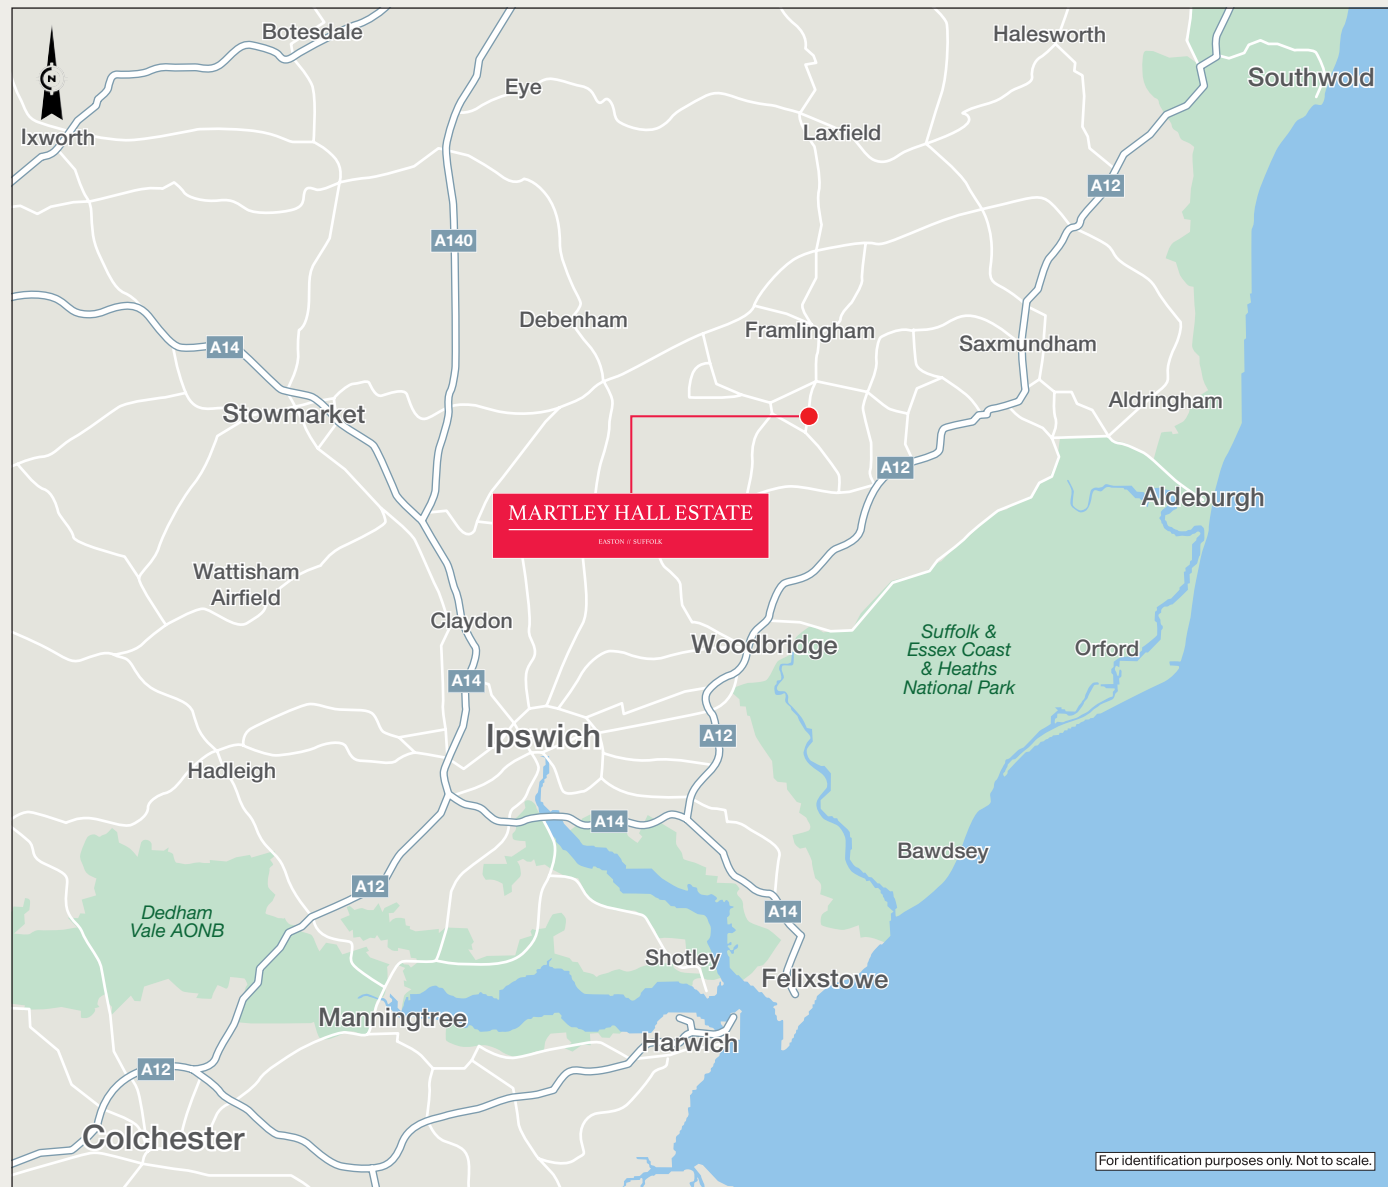 Botesdale
Halesworth
Southwold
Eye
N
Ixworth
Laxfield
A12
A140
Debenham
Framlingham
Saxmundham
A14
Aldringham
Stowmarket
A12
Aldeburgh
MARTLEY HALL ESTATE
EASTON // SUFFOLK
Wattisham
Airfield
Claydon
Woodbridge
Suffolk &
Essex Coast
& Heaths
National Park
Orford
A14
Ipswich
A12
Hadleigh
A14
Bawdsey
A12
Dedham
Vale AONB
A14
Shotley
Felixstowe
Manningtree
Harwich
A12
Colchester
For identification purposes only. Not to scale.